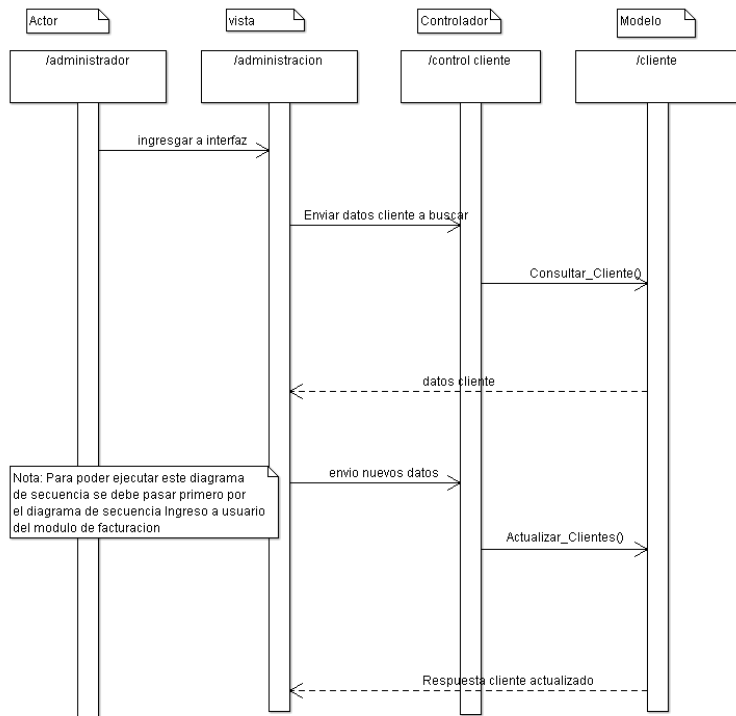 Actor
vista
Controlador
Modelo
/administrador
/administracion
/control cliente
/cliente
ingresgar a interfaz
Enviar datos cliente a buscar
Consultar_Cliente()
datos cliente
Nota: Para poder ejecutar este diagrama
de secuencia se debe pasar primero por
el diagrama de secuencia Ingreso a usuario
del modulo de facturacion
envio nuevos datos
Actualizar_Clientes()
Respuesta cliente actualizado